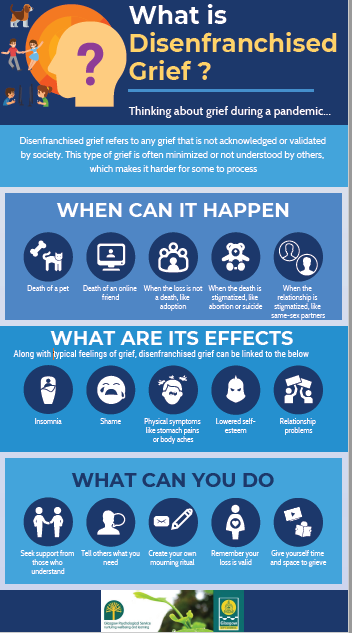 What is
Disenfranchised
Grief ?
?
Thinking about grief during a pandemic...
Disenfranchised grief refers to any grief that is not acknowledged or validated
by society. This type of grief is often minimized or not understood by others,
which makes it harder for some to process
WHEN CAN IT HAPPEN
Death of a pet
Death of an online
friend
When the loss is not
a death, like
adoption
When the death is
stigmatized, like
abortion or suicide
When the
relationship is
stigmatized, like
same-sex partners
WHAT ARE ITS EFFECTS
Along with typical feelings of grief, disenfranchised grief can be linked to the below
Insomnia
Shame
Physical symptoms
like stomach pains
or body aches
Lowered self-
esteem
Relationship
problems
WHAT CAN YOU DO
Seek support from
those who
understand
Tell others what you
need
Create your own
mourning ritual
Remember your
loss is valid
Give yourself time
and space to grieve
Glasgow Psychological Service
Glasgow